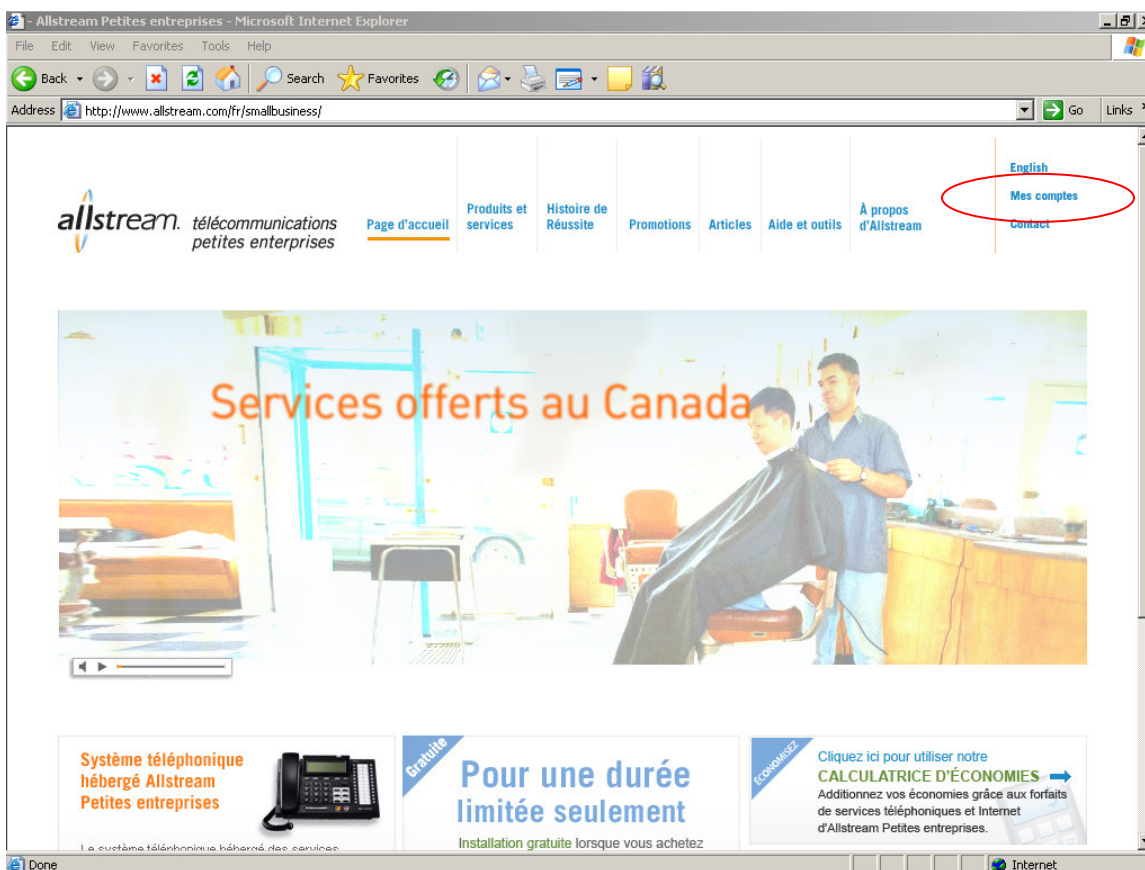 - Allstream Petites entreprises - Microsoft Internet Explorer
File Edit View Favorites Tools Help
Back Search Favorites
Address http://www.allstream.com/fr/smallbusiness/ Go Links
English
Mes comptes
Contact
allstream. télécommunications
petites enterprises
Page d'accueil
Produits et
services
Histoire de
Réussite
Promotions
Articles
Aide et outils
À propos
d'Allstream
Services offerts au Canada
Système téléphonique
hébergé Allstream
Petites entreprises
Le système téléphonique hébergé des services
Gratuite
Pour une durée
limitée seulement
Installation gratuite lorsque vous achetez
ÉCONOMISEZ
Cliquez ici pour utiliser notre
CALCULATRICE D'ÉCONOMIES
Additionnez vos économies grâce aux forfaits
de services téléphoniques et Internet
d'Allstream Petites entreprises.
Done Internet